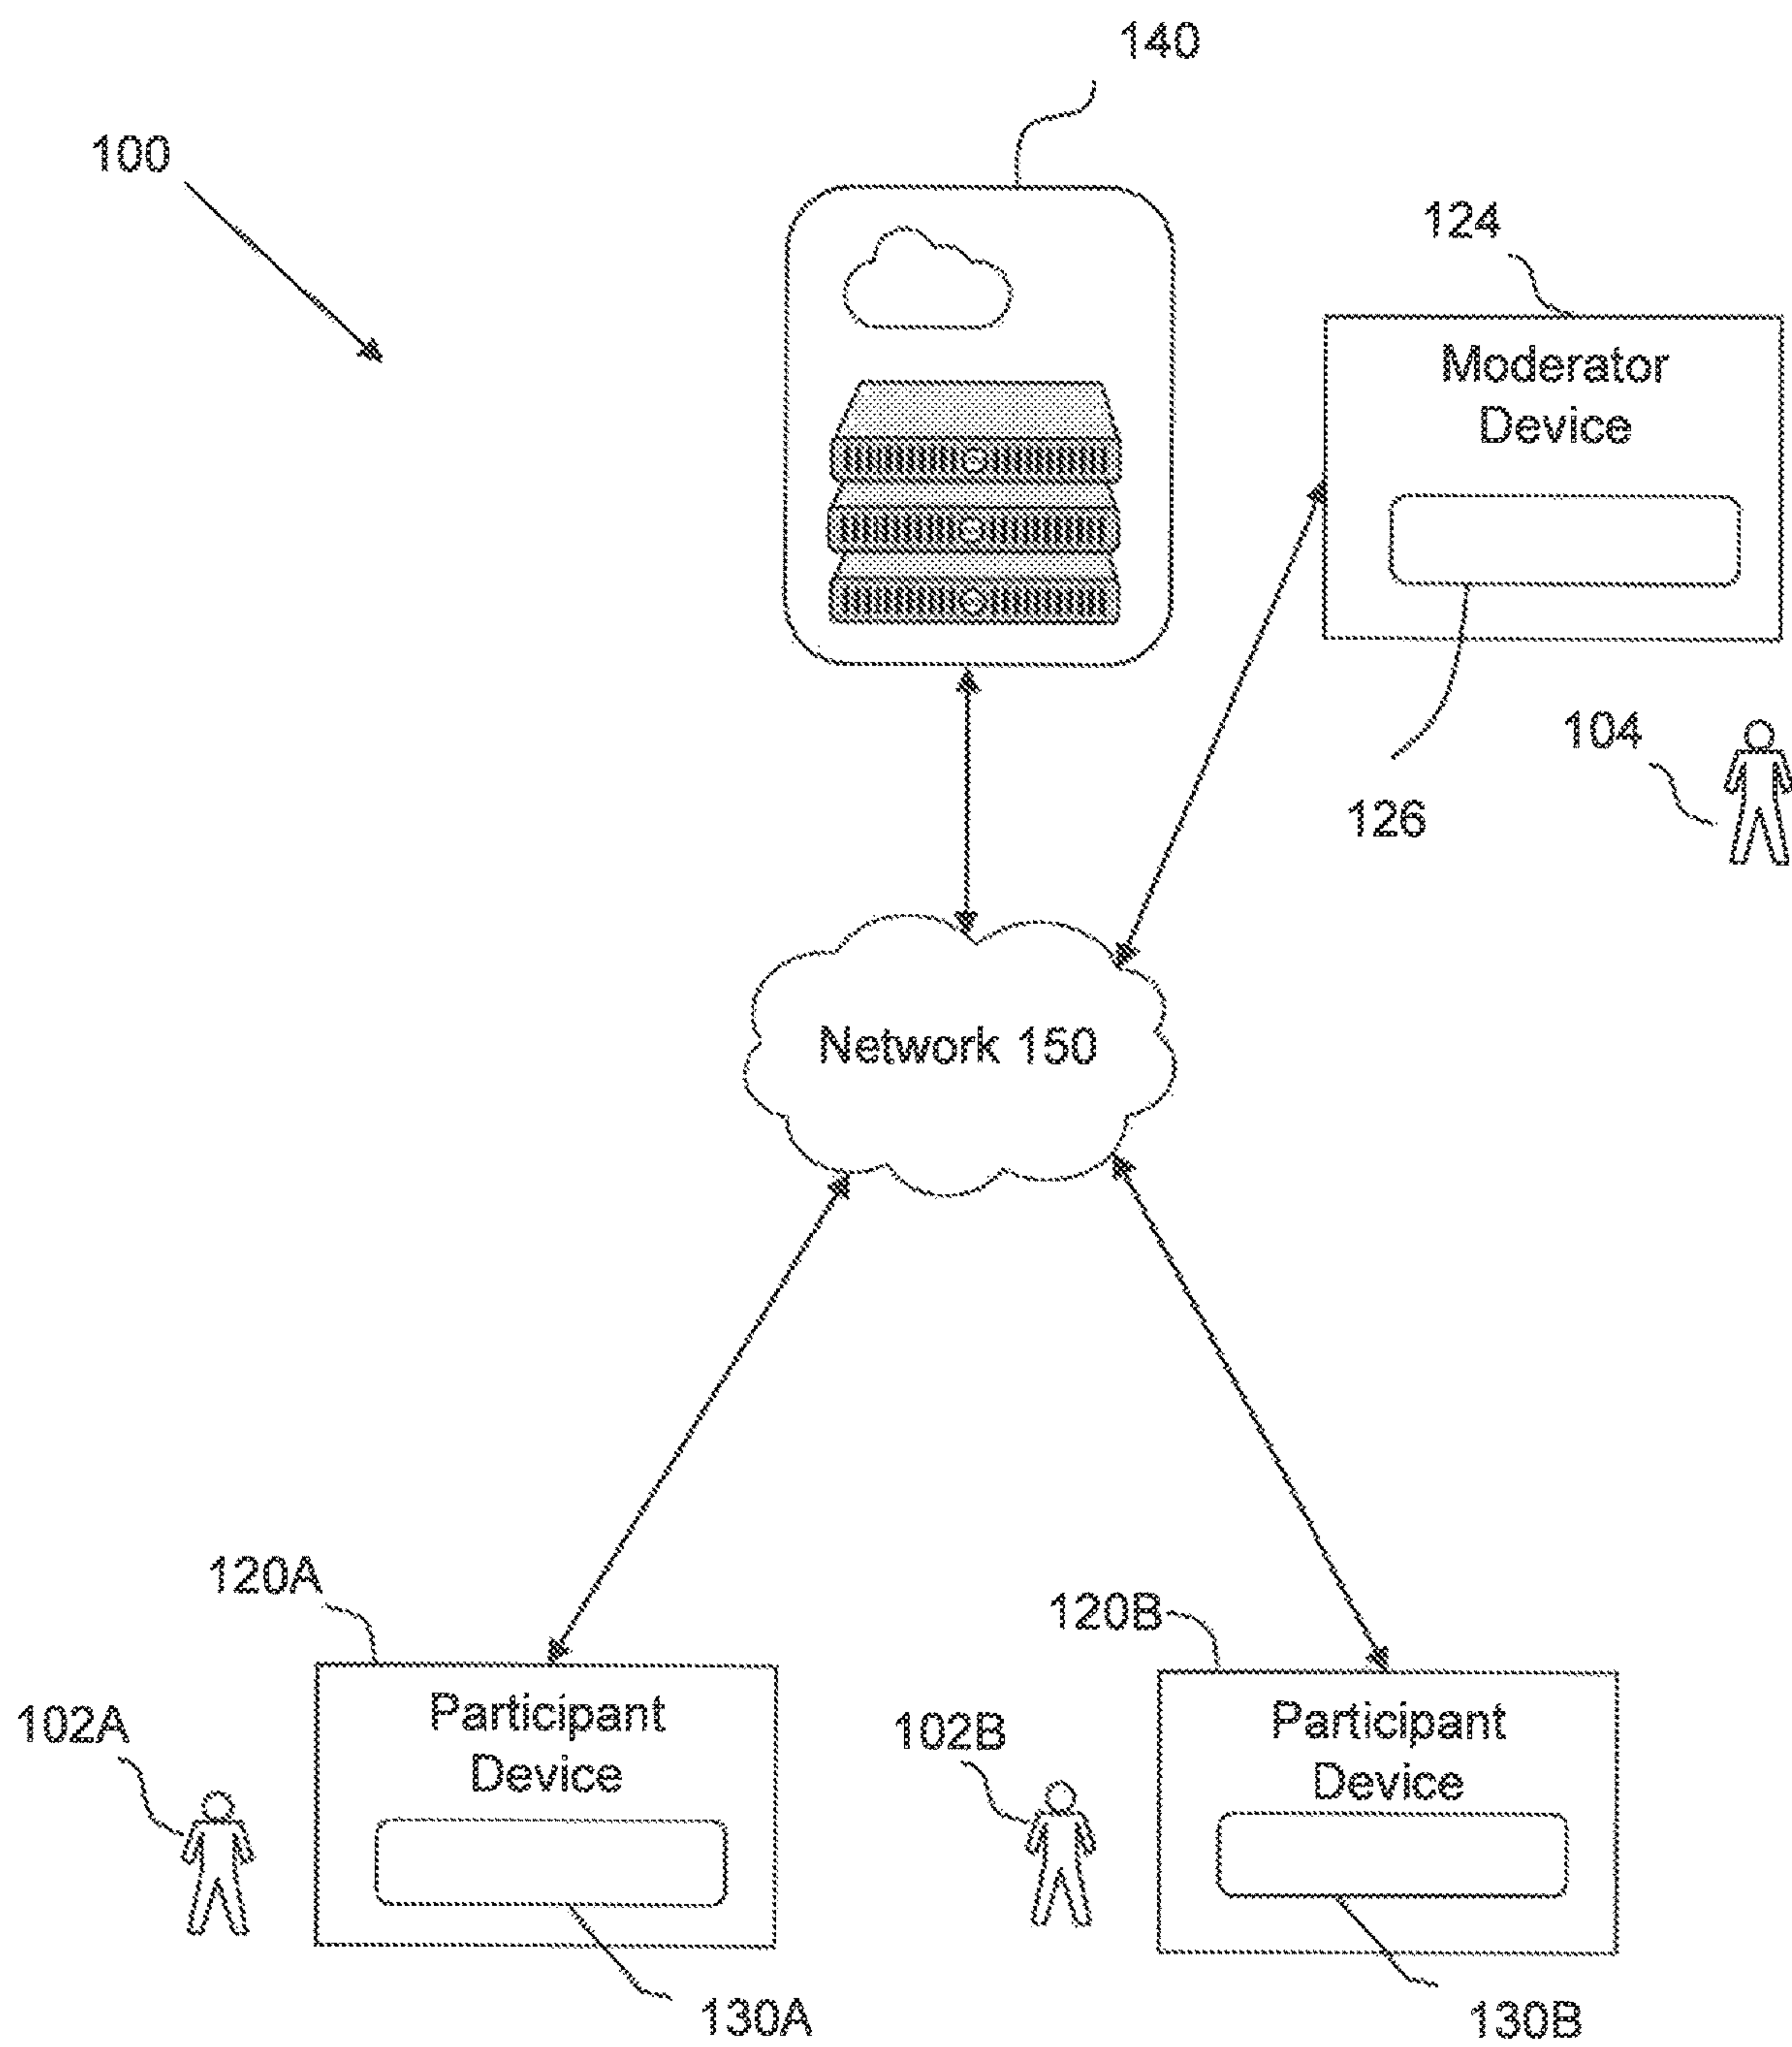 140
100
124
Moderator
Device
104
126
Network 150
120A
120B
Participant
Device
Participant
Device
102A
102B
130A
130B